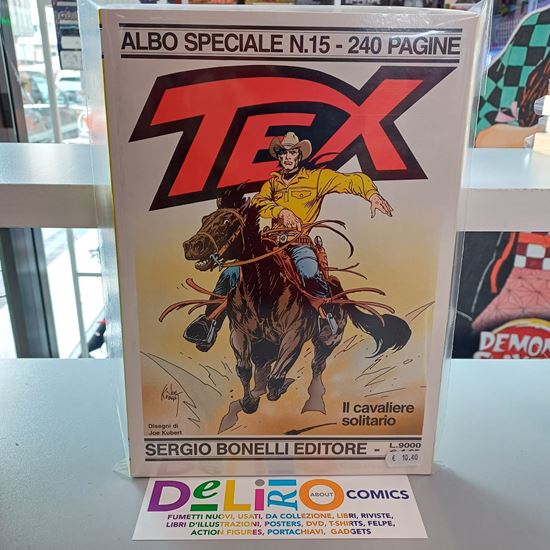 ALBO SPECIALE N.15 - 240 PAGINE
TEX
Il cavaliere
solitario
Disegni di
Joe Kubert
SERGIO BONELLI EDITORE -
L.9000
€ 10,40
DEMON
DELIRIO ABOUT COMICS
FUMETTI NUOVI, USATI, DA COLLEZIONE, LIBRI, RIVISTE,
LIBRI D'ILLUSTRAZIONI, POSTERS, DVD, T-SHIRTS, FELPE,
ACTION FIGURES, PORTACHIAVI, GADGETS